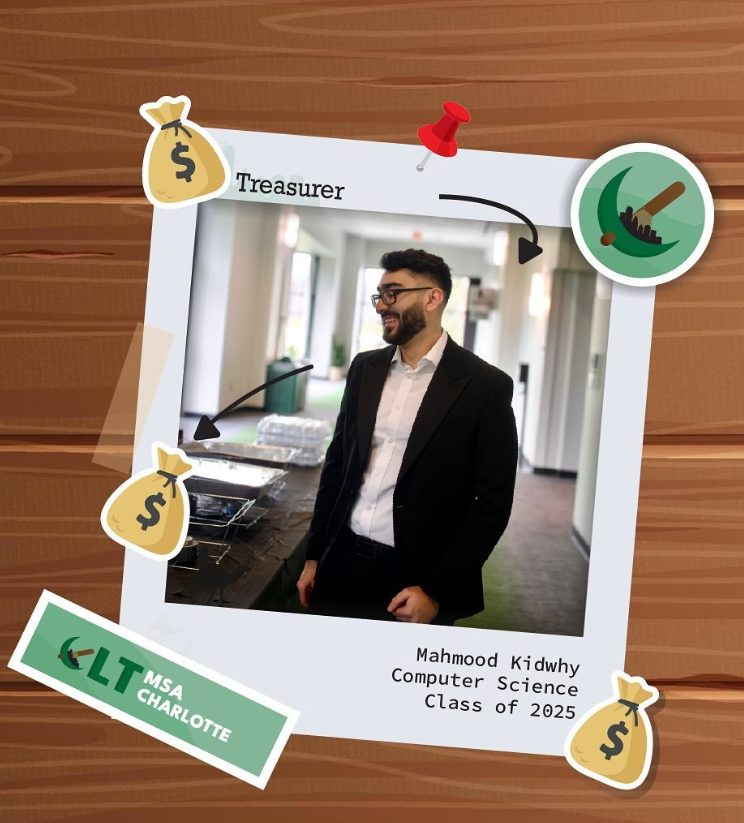 $
Treasurer
$
Mahmood Kidwhy
Computer Science
Class of 2025
CLT MSA
CHARLOTTE
$